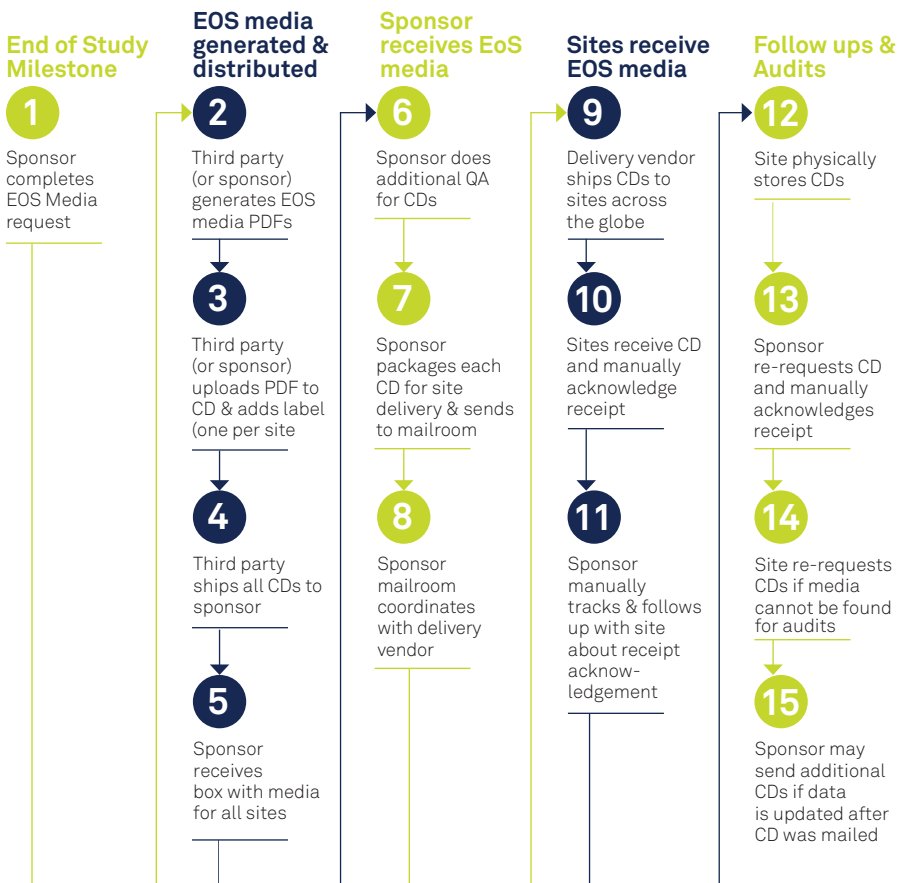 End of Study
Milestone
1
Sponsor
completes
EOS Media
request
EOS media
generated &
distributed
2
Third party
(or sponsor)
generates EOS
media PDFs
3
Third party
(or sponsor)
uploads PDF to
CD & adds label
(one per site
4
Third party
ships all CDs to
sponsor
5
Sponsor
receives
box with media
for all sites
Sponsor
receives EoS
media
6
Sponsor does
additional QA
for CDs
7
Sponsor
packages each
CD for site
delivery & sends
to mailroom
8
Sponsor
mailroom
coordinates
with delivery
vendor
Sites receive
EOS media
9
Delivery vendor
ships CDs to
sites across
the globe
10
Sites receive CD
and manually
acknowledge
receipt
11
Sponsor
manually
tracks & follows
up with site
about receipt
acknow-
ledgement
Follow ups &
Audits
12
Site physically
stores CDs
13
Sponsor
re-requests CD
and manually
acknowledges
receipt
14
Site re-requests
CDs if media
cannot be found
for audits
15
Sponsor may
send additional
CDs if data
is updated after
CD was mailed